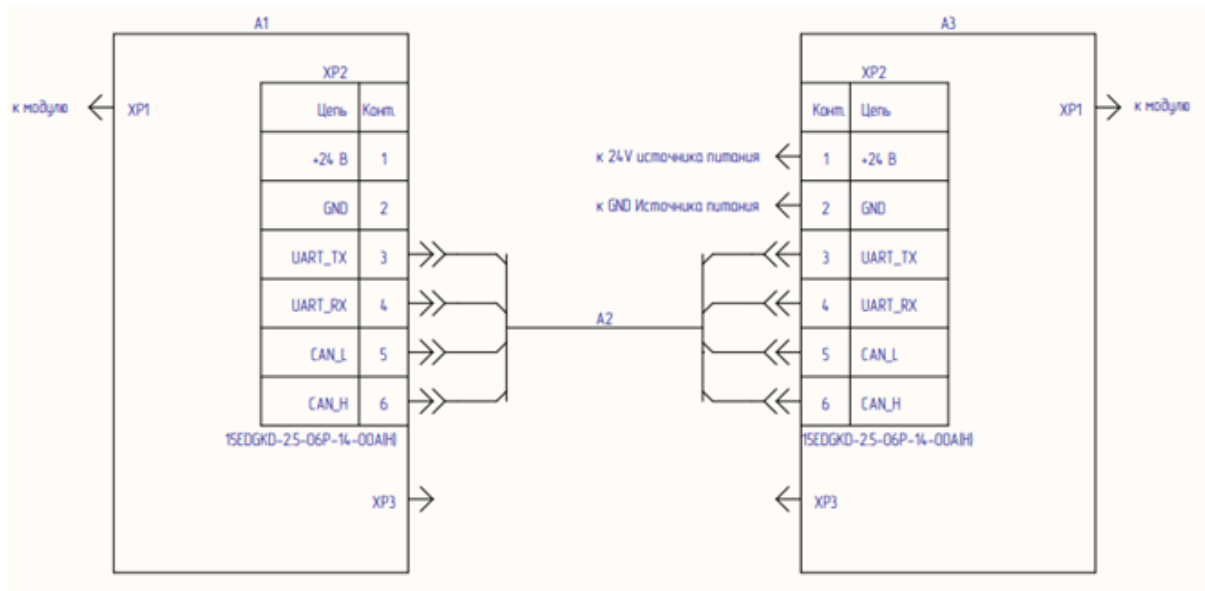 A1
A3
XP2
XP2
к модулю
XP1
Цепь Конт.
Конт. Цепь
XP1
к модулю
+24 В 1
к 24V источника питания
1 +24 В
GND 2
к GND Источника питания
2 GND
UART_TX 3
3 UART_TX
UART_RX 4
A2
4 UART_RX
CAN_L 5
5 CAN_L
CAN_H 6
6 CAN_H
15EDGKD-2.5-06P-14-00A(H)
15EDGKD-2.5-06P-14-00A(H)
XP3
XP3